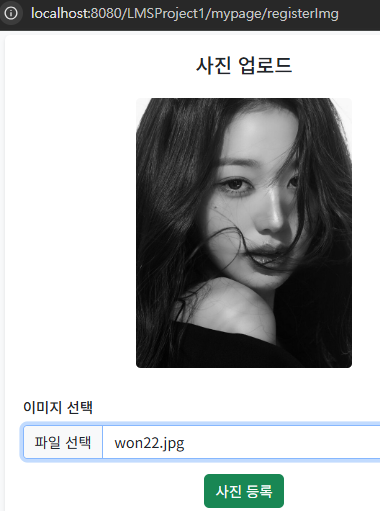 localhost:8080/LMSProject1/mypage/registerImg
사진 업로드
이미지 선택
파일 선택 won22.jpg
사진 등록